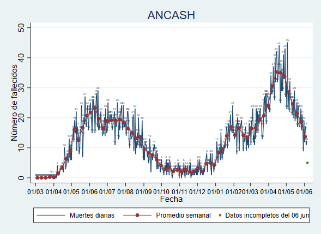 ANCASH
Número de fallecidos
50
40
30
20
10
0
01/03 01/04 01/05 01/06 01/07 01/08 01/09 01/10 01/11 01/12 01/01 01/02 01/03 01/04 01/05 01/06
Fecha
Muertes diarias Promedio semanal Datos incompletos del 06 jun